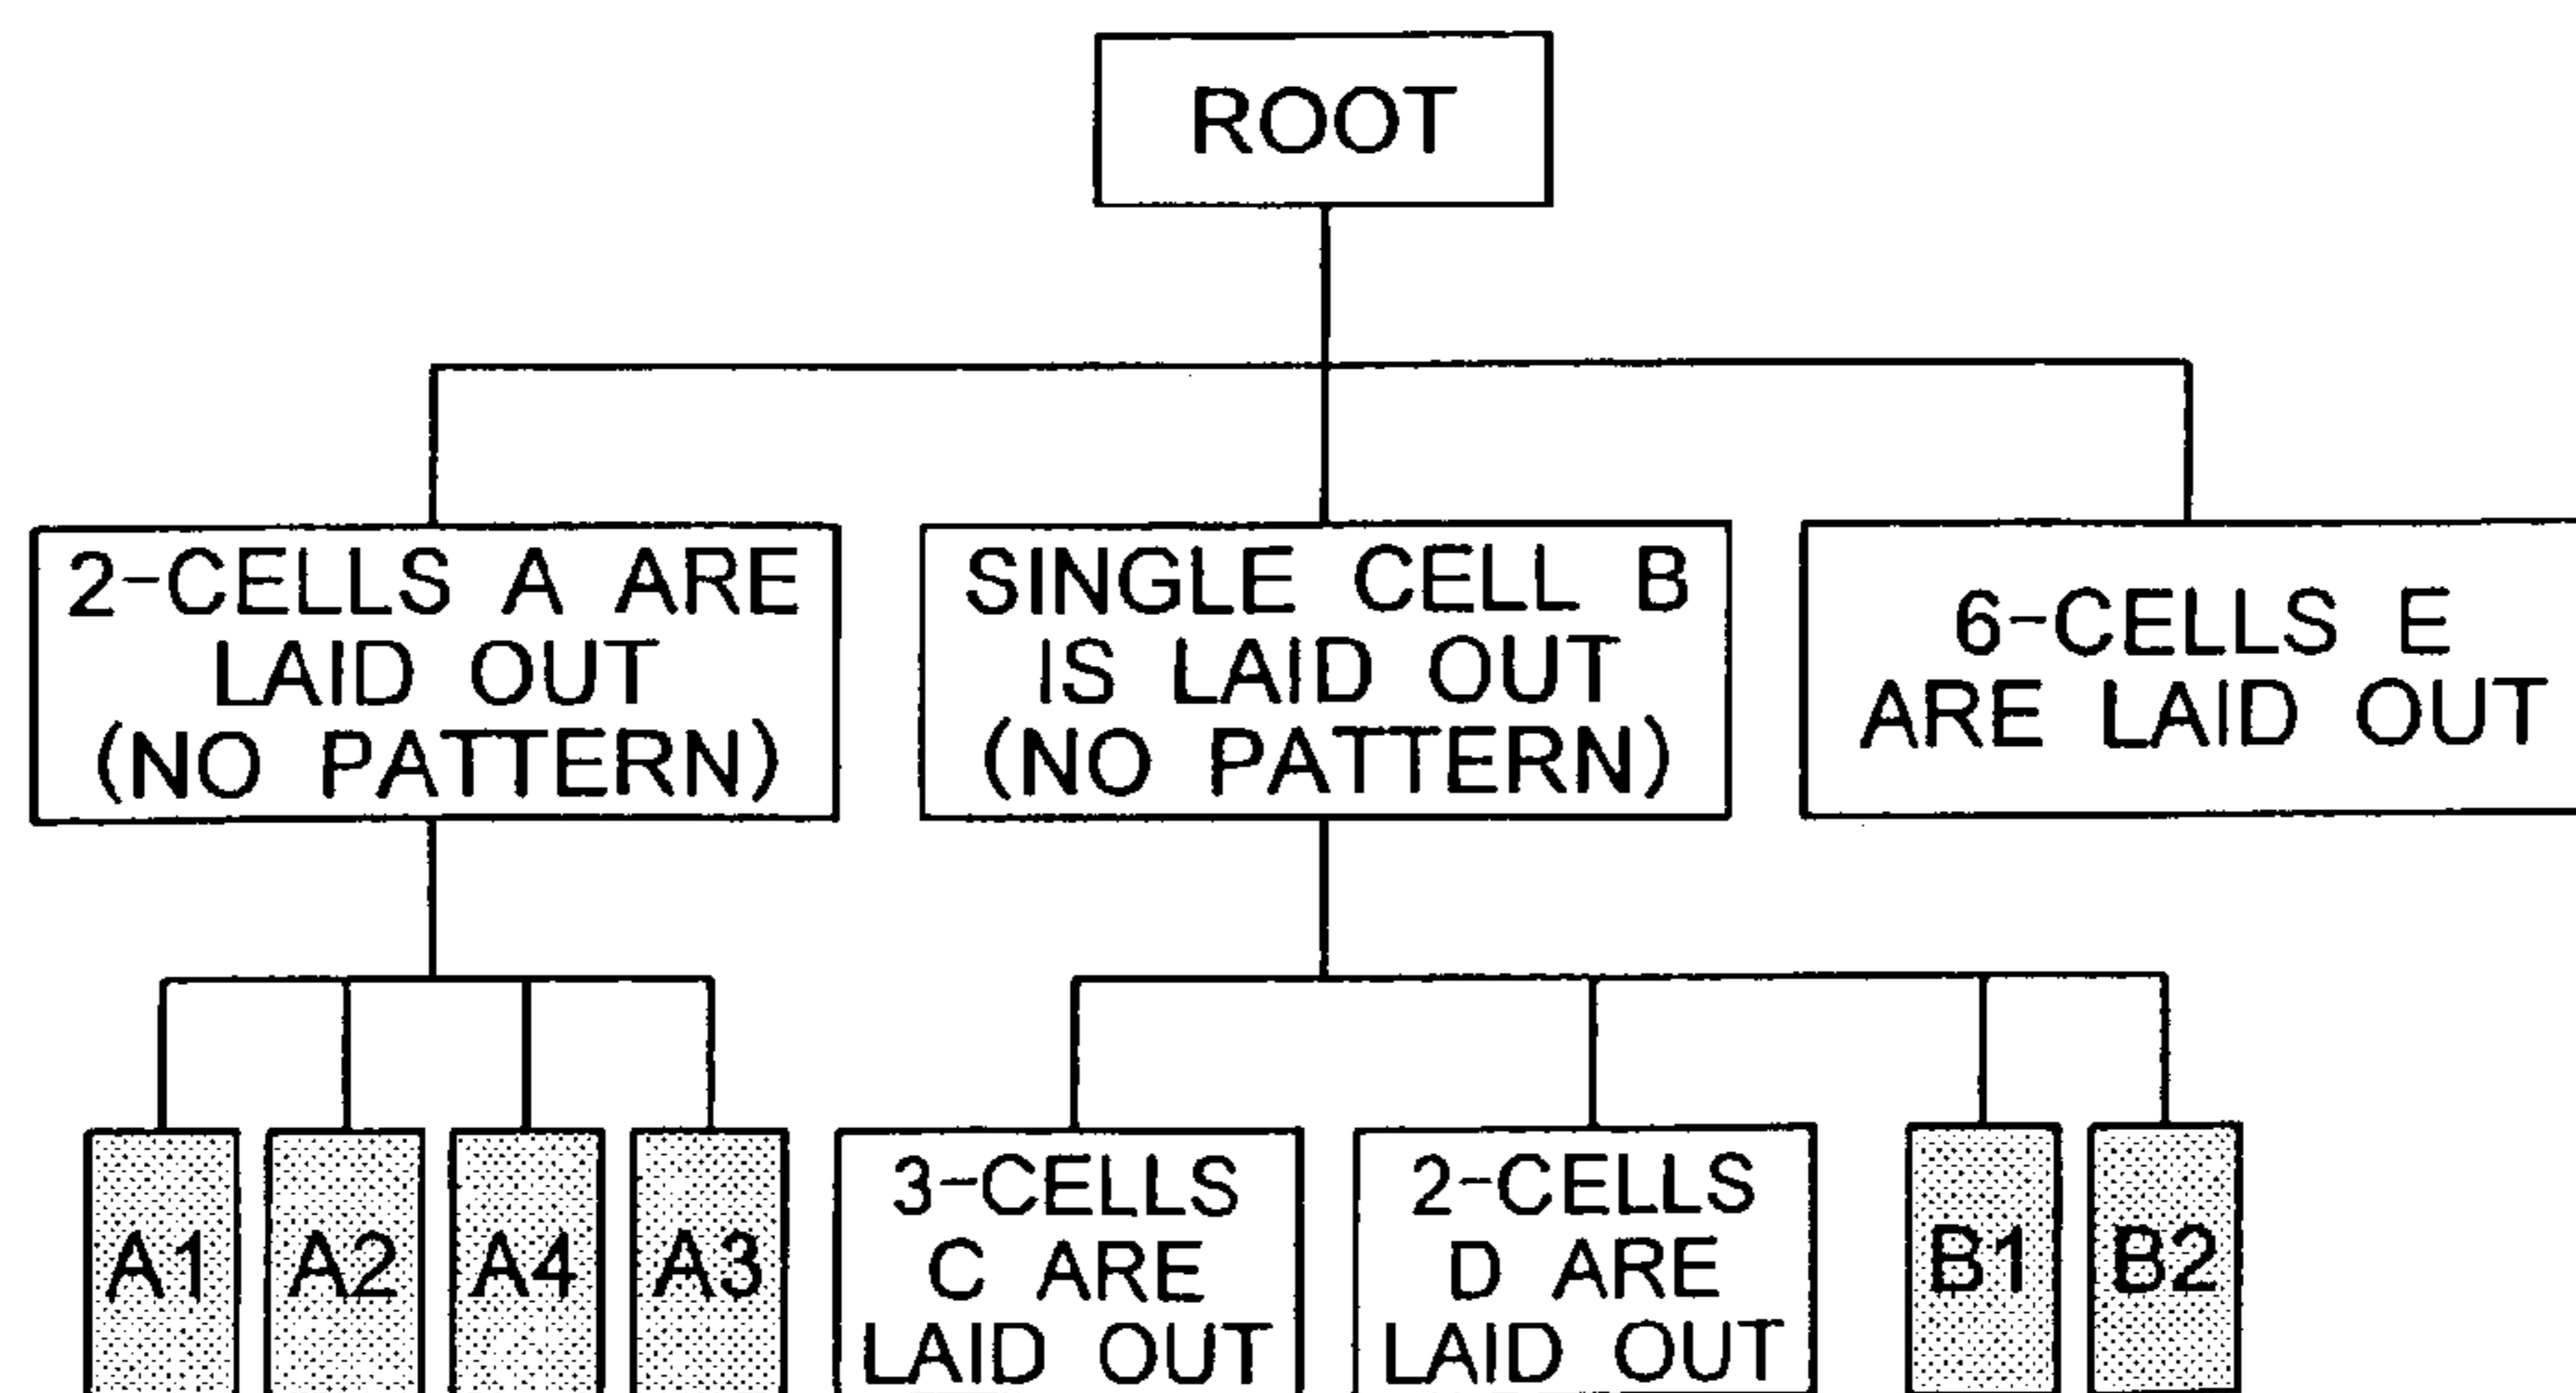 ROOT
2-CELLS A ARE
LAID OUT
(NO PATTERN)
SINGLE CELL B
IS LAID OUT
(NO PATTERN)
6-CELLS E
ARE LAID OUT
A1
A2
A4
A3
3-CELLS
C ARE
LAID OUT
2-CELLS
D ARE
LAID OUT
B1
B2